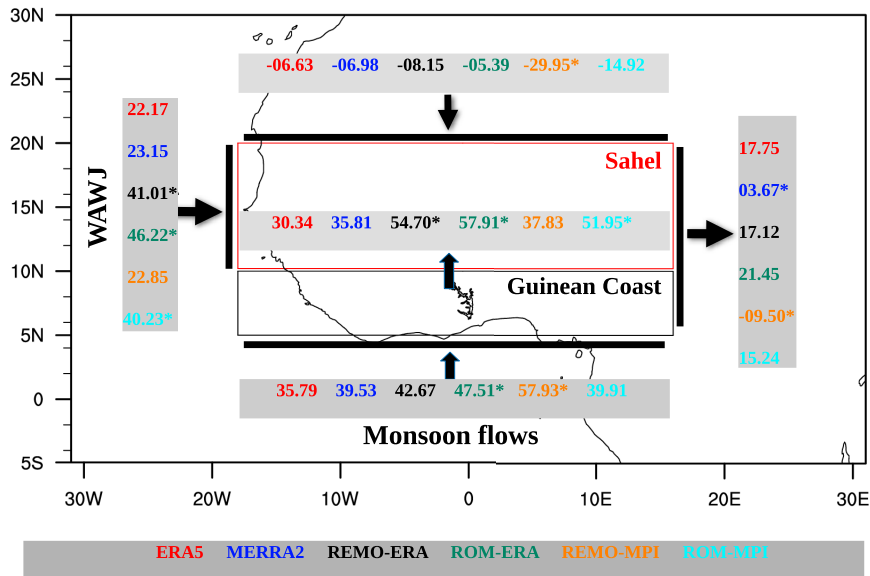 30N
25N
20N
15N
10N
5N
0
5S
-06.63 -06.98 -08.15 -05.39 -29.95* -14.92
WAWJ
22.17
23.15
41.01*
46.22*
22.85
40.23*
Sahel
30.34 35.81 54.70* 57.91* 37.83 51.95*
Guinean Coast
17.75
03.67*
17.12
21.45
-09.50*
15.24
35.79 39.53 42.67 47.51* 57.93* 39.91
Monsoon flows
30W 20W 10W 0 10E 20E 30E
ERA5 MERRA2 REMO-ERA ROM-ERA REMO-MPI ROM-MPI